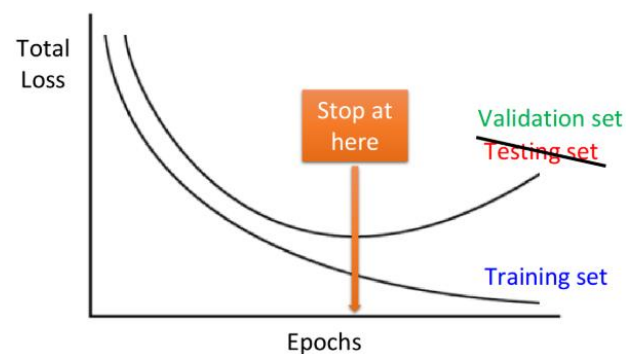 Total
Loss
Stop at
here
Validation set
Testing set
Training set
Epochs